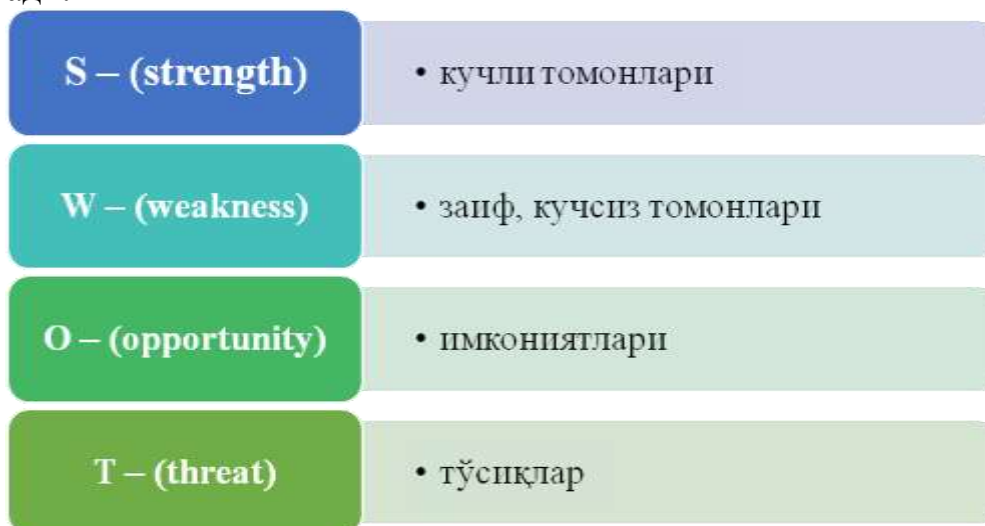 S – (strength)
• кучли томонлари
W – (weakness)
• заиф, кучсиз томонлари
O – (opportunity)
• имкониятлари
T – (threat)
• тўсиқлар